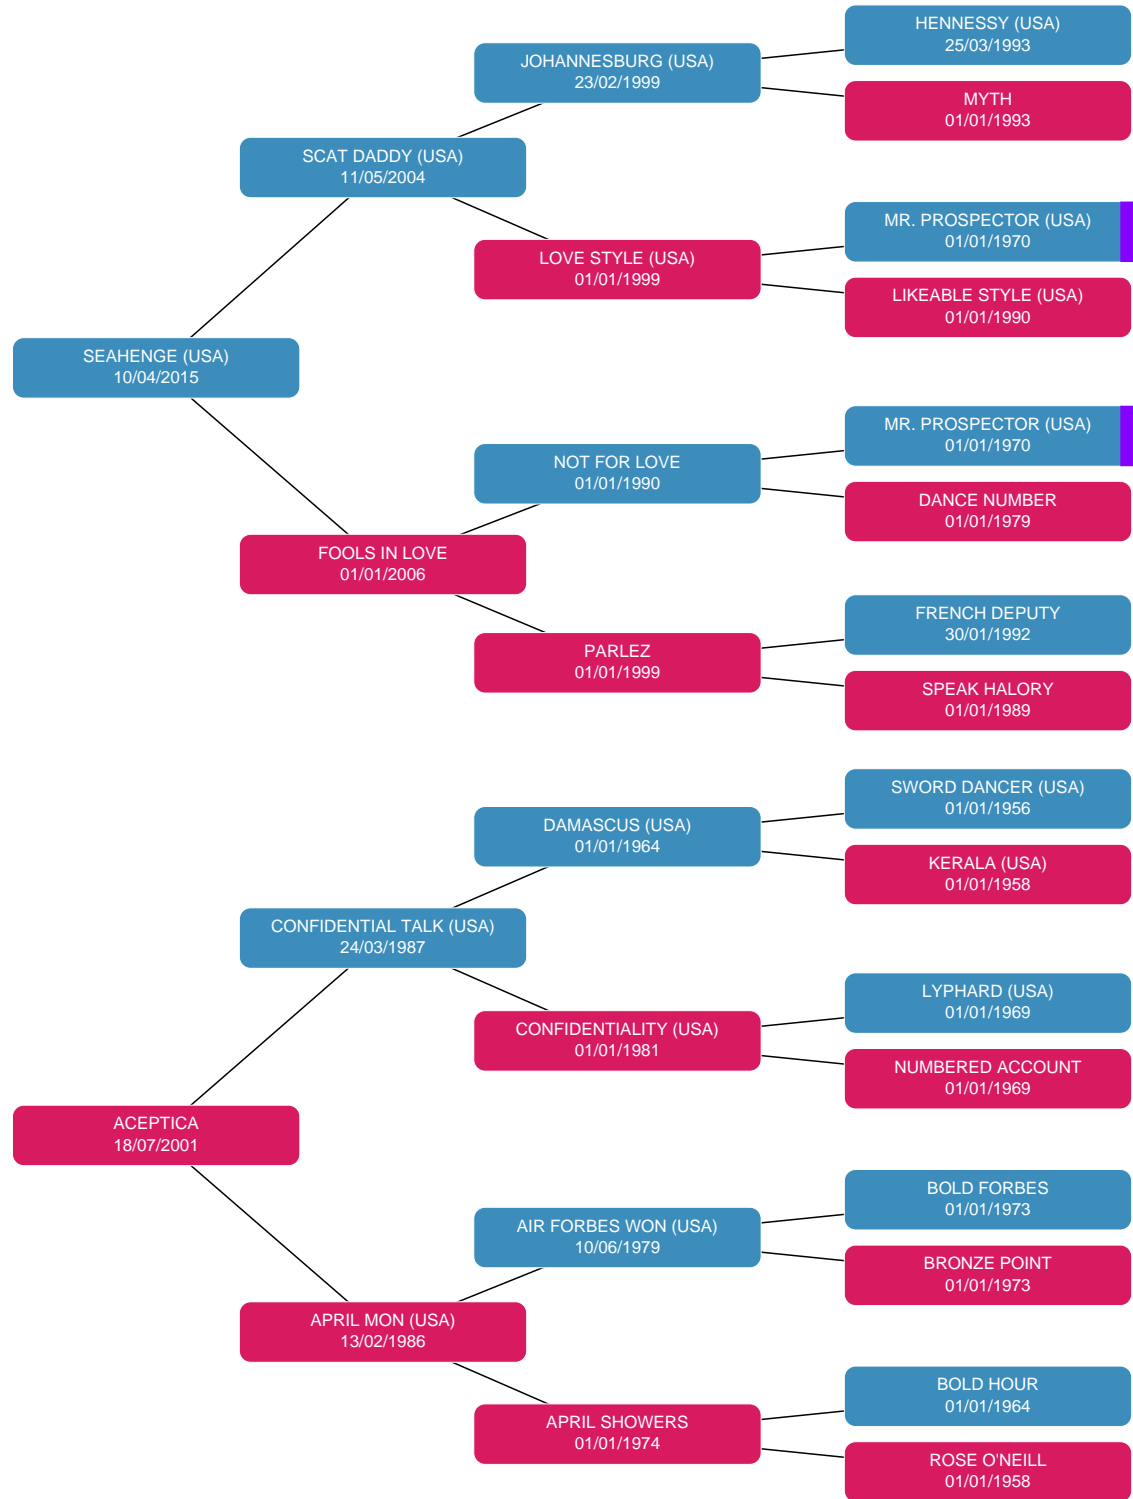 HENNESSY (USA)
25/03/1993
JOHANNESBURG (USA)
23/02/1999
MYTH
01/01/1993
SCAT DADDY (USA)
11/05/2004
MR. PROSPECTOR (USA)
01/01/1970
LOVE STYLE (USA)
01/01/1999
LIKEABLE STYLE (USA)
01/01/1990
SEAHENGE (USA)
10/04/2015
MR. PROSPECTOR (USA)
01/01/1970
NOT FOR LOVE
01/01/1990
DANCE NUMBER
01/01/1979
FOOLS IN LOVE
01/01/2006
FRENCH DEPUTY
30/01/1992
PARLEZ
01/01/1999
SPEAK HALORY
01/01/1989
SWORD DANCER (USA)
01/01/1956
DAMASCUS (USA)
01/01/1964
KERALA (USA)
01/01/1958
CONFIDENTIAL TALK (USA)
24/03/1987
LYPHARD (USA)
01/01/1969
CONFIDENTIALITY (USA)
01/01/1981
NUMBERED ACCOUNT
01/01/1969
ACEPTICA
18/07/2001
BOLD FORBES
01/01/1973
AIR FORBES WON (USA)
10/06/1979
BRONZE POINT
01/01/1973
APRIL MON (USA)
13/02/1986
BOLD HOUR
01/01/1964
APRIL SHOWERS
01/01/1974
ROSE O'NEILL
01/01/1958